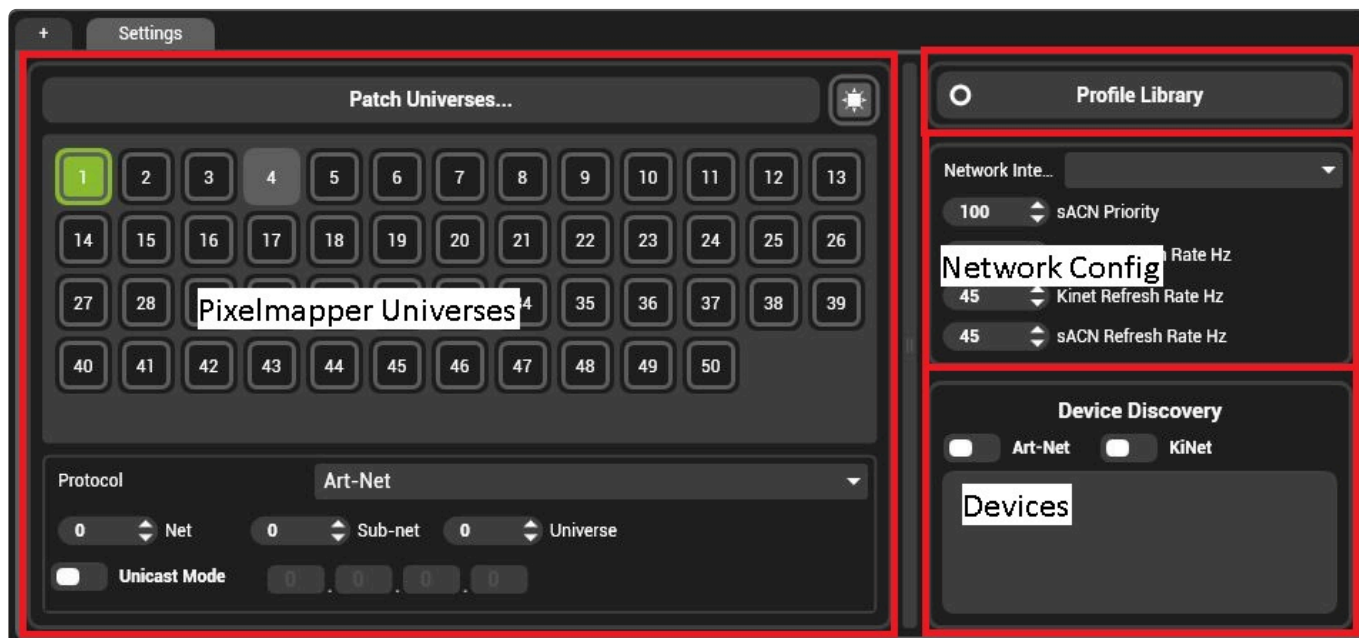 + Settings
Patch Universes...
1 2 3 4 5 6 7 8 9 10 11 12 13
14 15 16 17 18 19 20 21 22 23 24 25 26
27 28 35 36 37 38 39
Pixelmapper Universes
40 41 42 43 44 45 46 47 48 49 50
Protocol Art-Net
0 Net 0 Sub-net 0 Universe
Unicast Mode 0 . 0 . 0 . 0
Profile Library
Network Inte...
100 sACN Priority
Rate Hz
Network Config
45 Kinet Refresh Rate Hz
45 sACN Refresh Rate Hz
Device Discovery
Art-Net KiNet
Devices